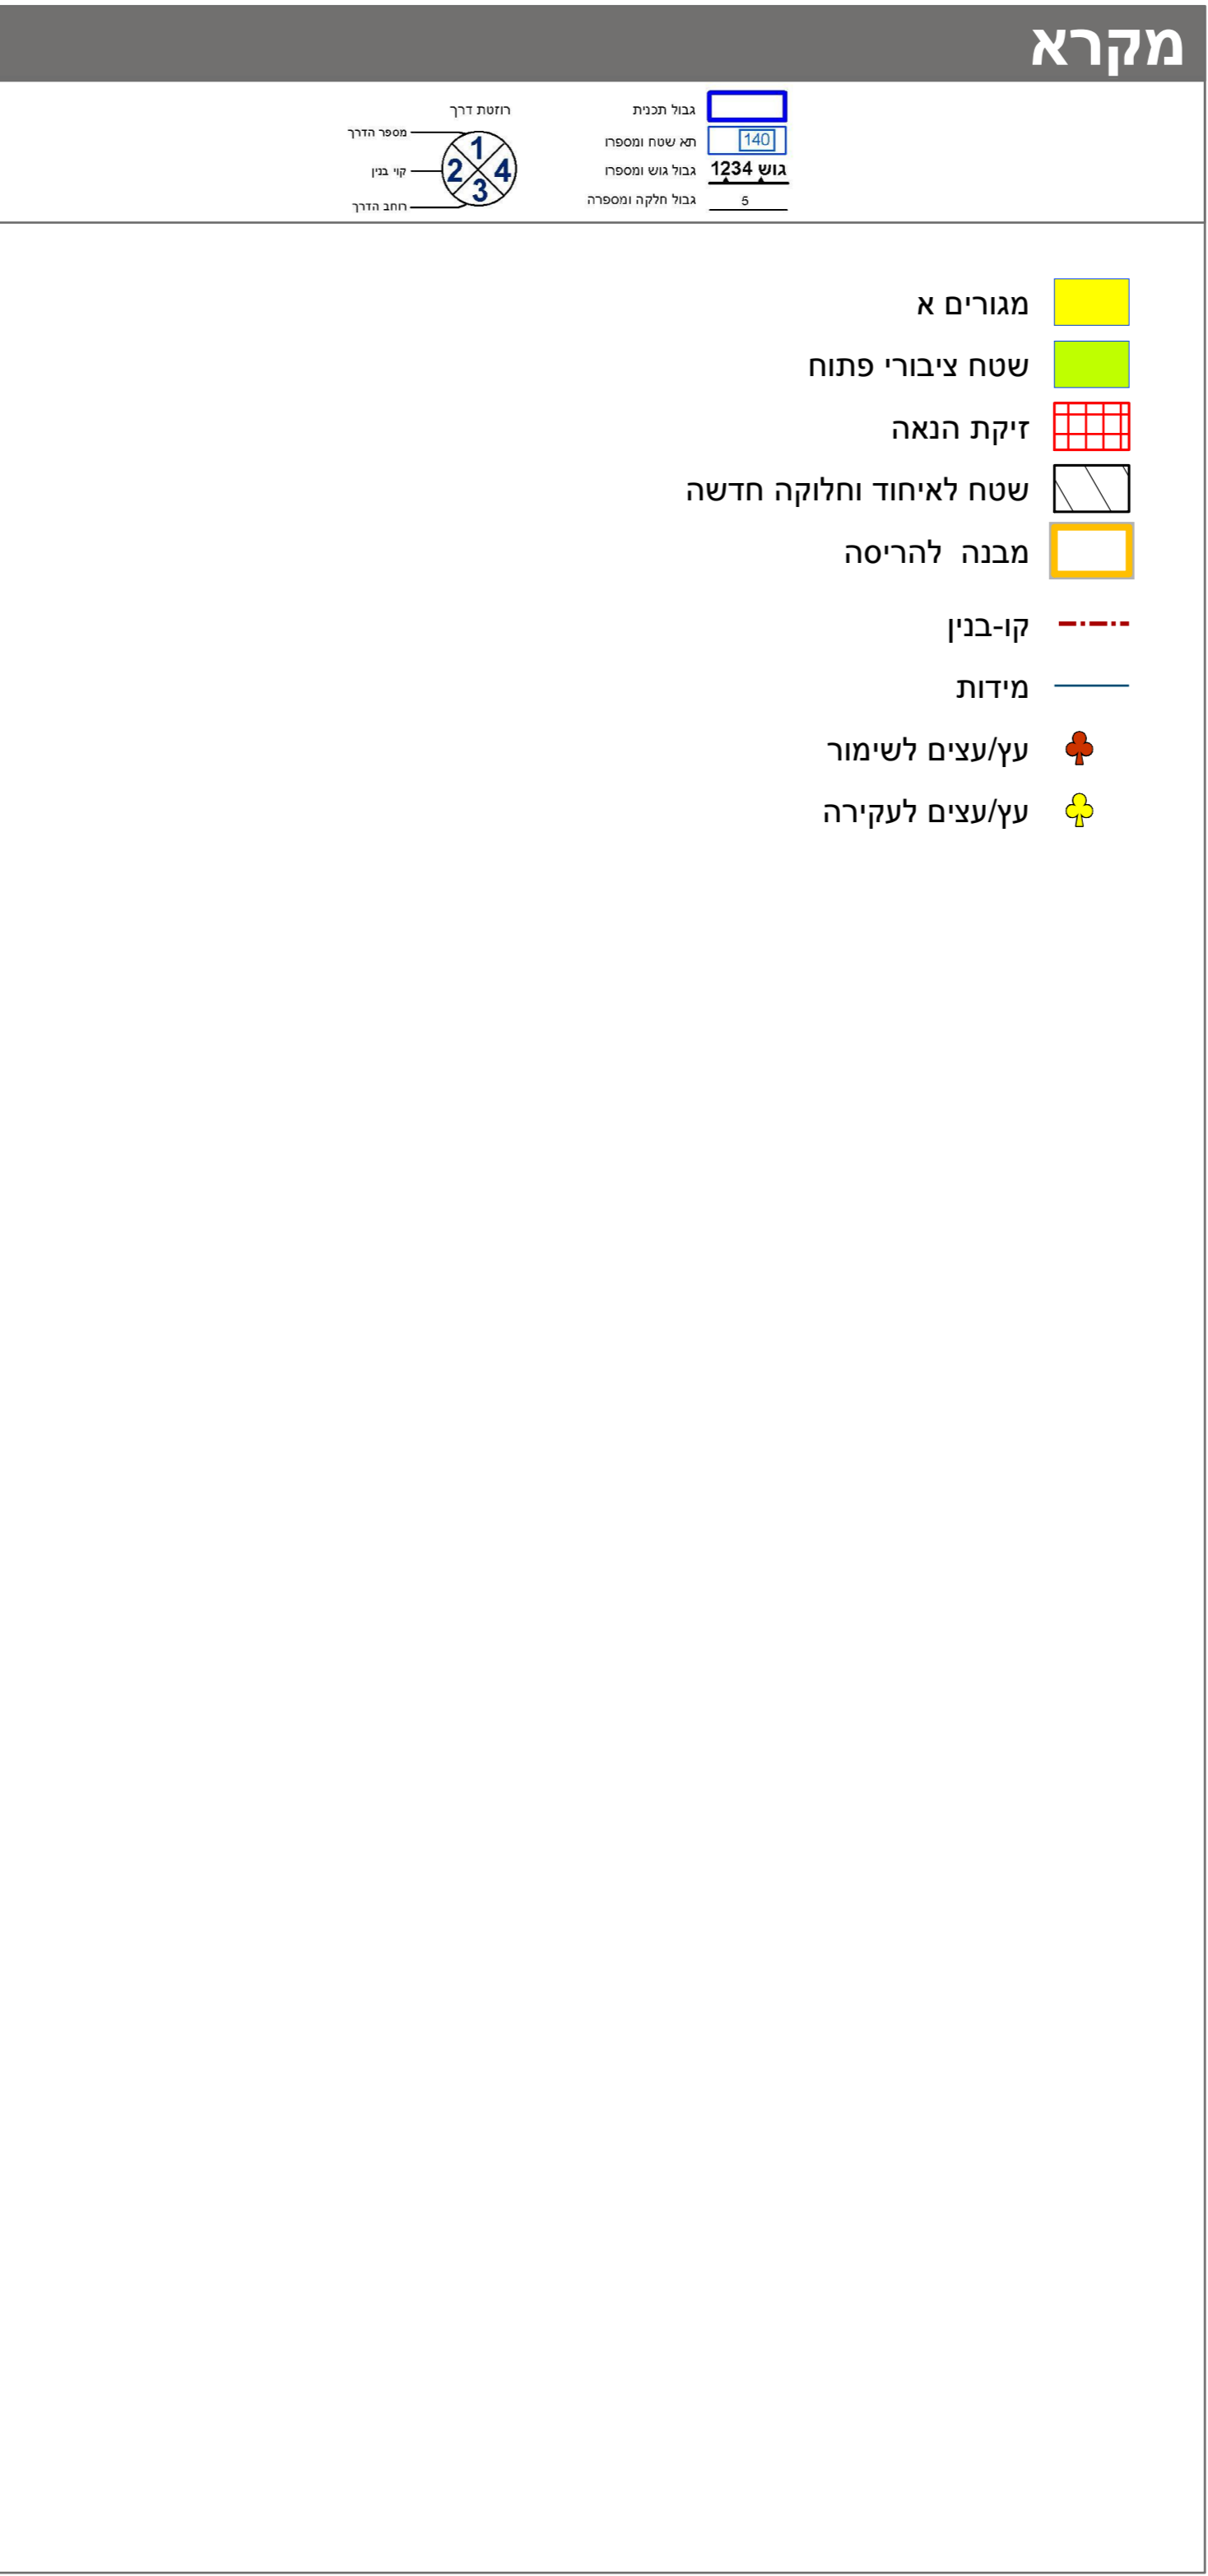 מקרא
גבול תכנית
תא שטח ומספרו
140
גבול גוש ומספרו
גוש 1234
גבול חלקה ומספרה
5
רוזטת דרך
מספר הדרך
קוי בנין
רוחב הדרך
1
2
4
3
מגורים א
שטח ציבורי פתוח
זיקת הנאה
שטח לאיחוד וחלוקה חדשה
מבנה להריסה
קו-בנין
מידות
עץ/עצים לשימור
עץ/עצים לעקירה